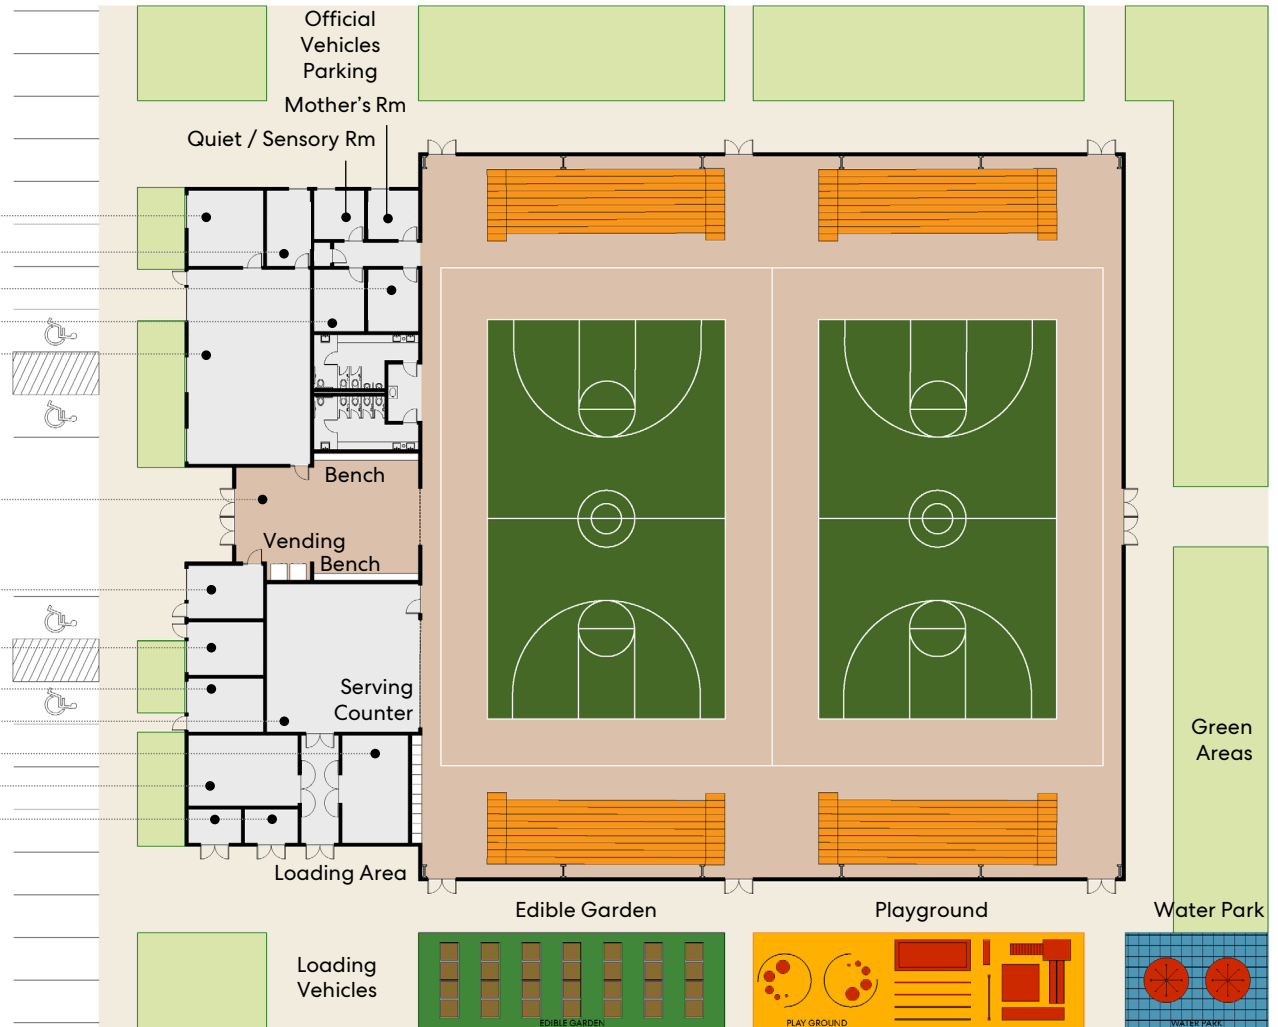 Official
Vehicles
Parking
Mother's Rm
Quiet / Sensory Rm
Bench
Vending
Bench
Serving
Counter
Green
Areas
Loading Area
Edible Garden
Playground
Water Park
Loading
Vehicles
EDIBLE GARDEN
PLAY GROUND
WATER PARK